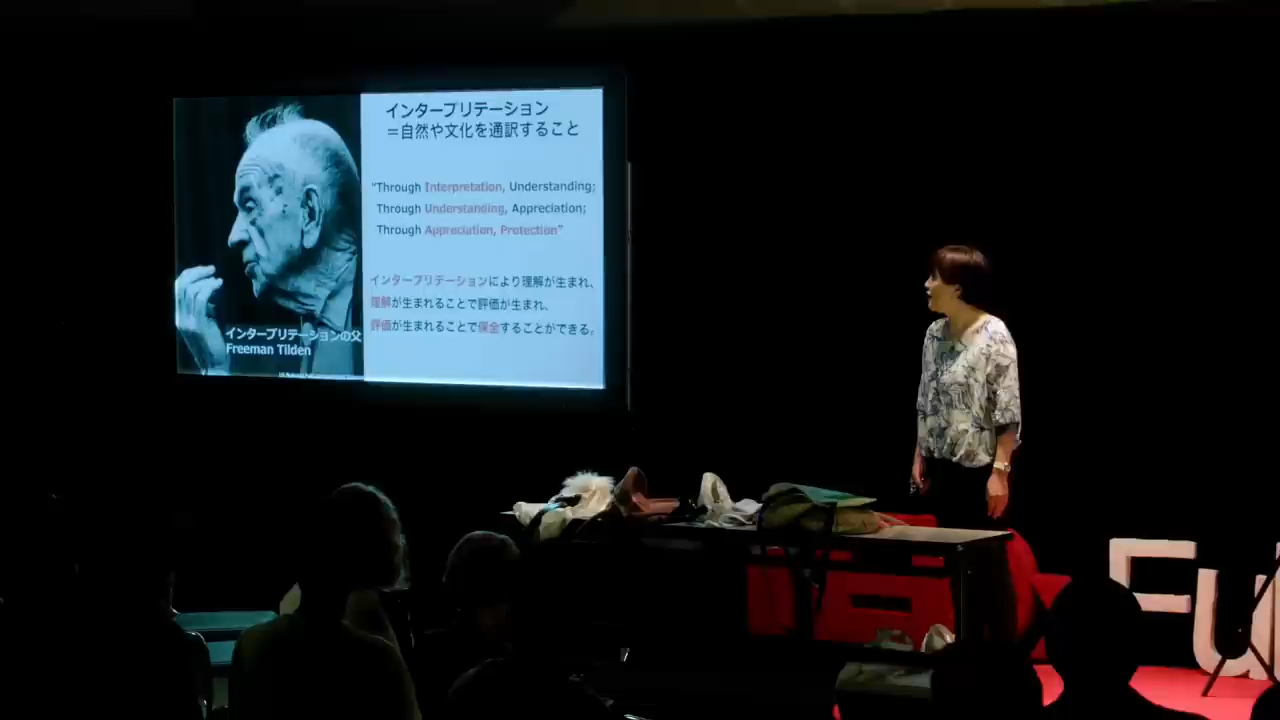 インタープリテーション
＝自然や文化を通訳すること
“Through Interpretation, Understanding;
Through Understanding, Appreciation;
Through Appreciation, Protection”
インタープリテーションにより理解が生まれ、
理解が生まれることで評価が生まれ、
評価が生まれることで保全することができる。
インタープリテーションの父
Freeman Tilden
Fu